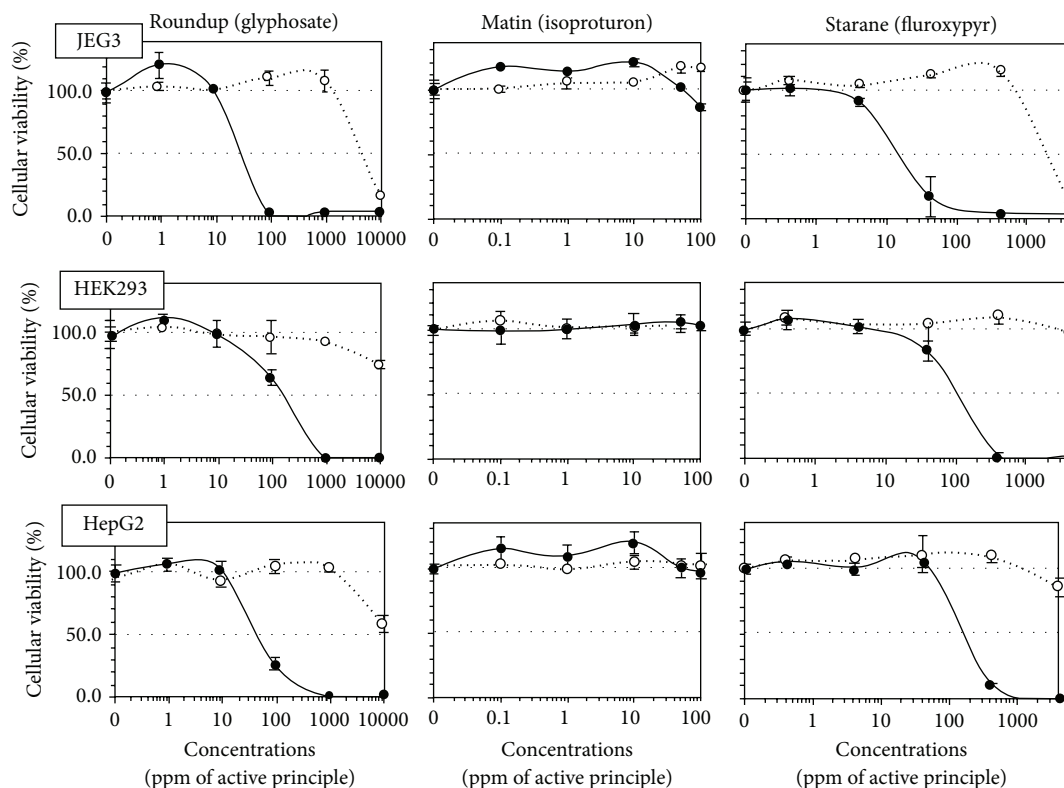 Roundup (glyphosate) Matin (isoproturon) Starane (fluroxypyr)
JEG3
Cellular viability (%)
100.0
50.0
0.0
0 1 10 100 1000 10000
0 0.1 1 10 100
0 1 10 100 1000
HEK293
Cellular viability (%)
100.0
50.0
0.0
0 1 10 100 1000 10000
0 0.1 1 10 100
0 1 10 100 1000
HepG2
Cellular viability (%)
100.0
50.0
0.0
0 1 10 100 1000 10000
0 0.1 1 10 100
0 1 10 100 1000
Concentrations Concentrations Concentrations
(ppm of active principle) (ppm of active principle) (ppm of active principle)